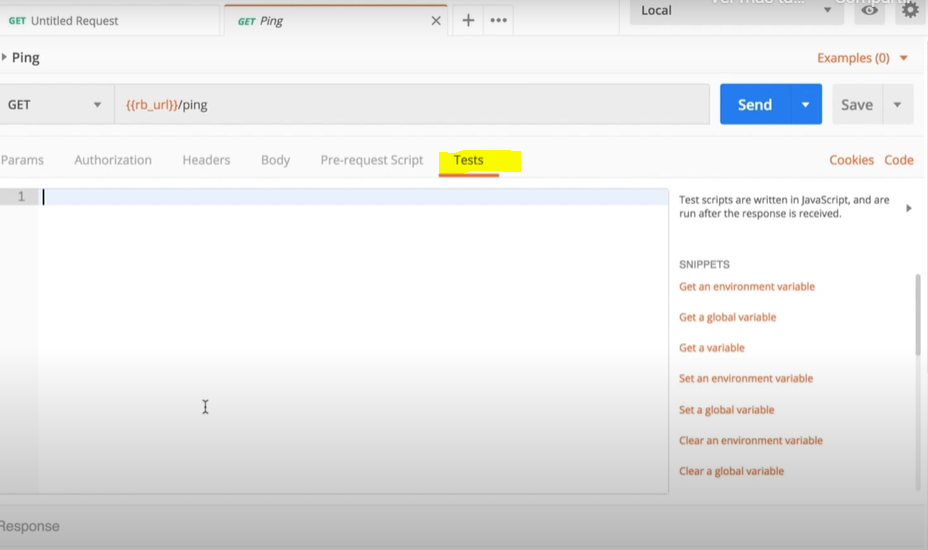 GET Untitled Request
GET Ping
Local
Ping
Examples (0)
GET
{{rb_url}}/ping
Send
Save
Params
Authorization
Headers
Body
Pre-request Script
Tests
Cookies
Code
1
Test scripts are written in JavaScript, and are
run after the response is received.
SNIPPETS
Get an environment variable
Get a global variable
Get a variable
Set an environment variable
Set a global variable
Clear an environment variable
Clear a global variable
Response